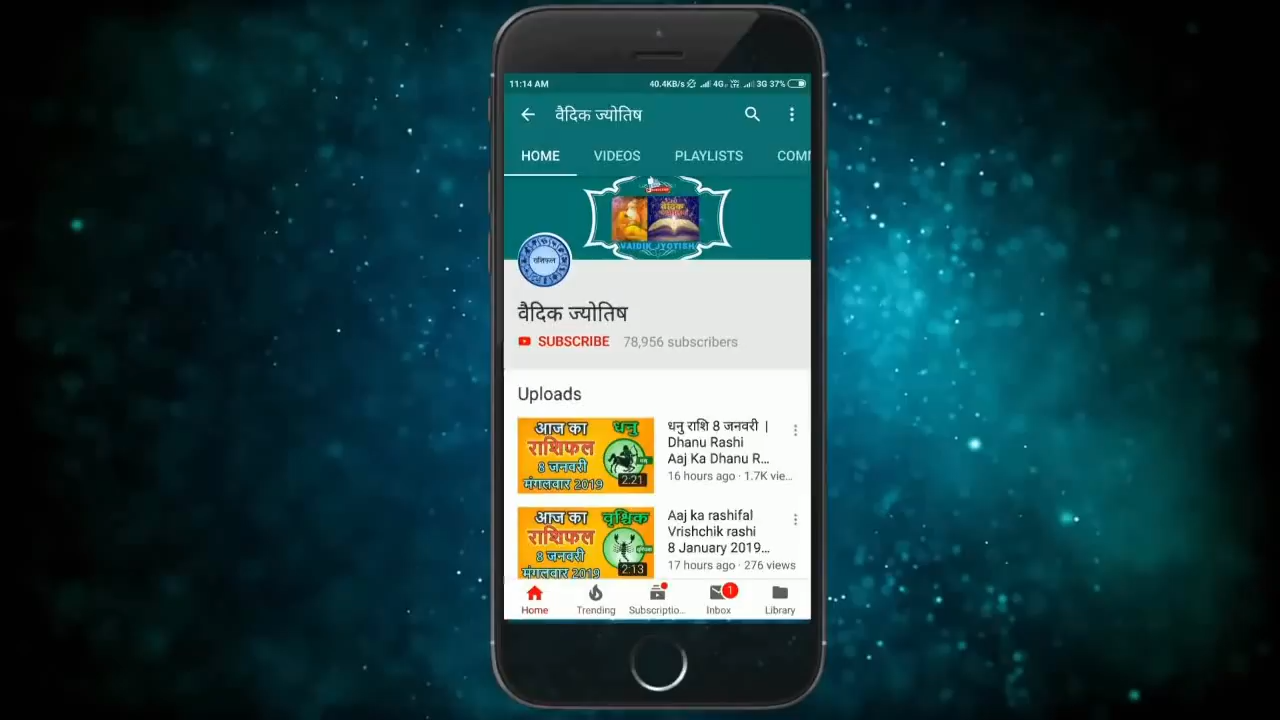 11:14 AM
40.4KB/s 4G VoLTE 3G 37%
वैदिक ज्योतिष
HOME VIDEOS PLAYLISTS COMM
वैदिक
VAIDIK JYOTISH
राशिफल
वैदिक ज्योतिष
SUBSCRIBE 78,956 subscribers
Uploads
आज का धनु
राशिफल
8 जनवरी
मंगलवार 2019
2:21
धनु राशि 8 जनवरी |
Dhanu Rashi
Aaj Ka Dhanu R...
16 hours ago · 1.7K vie...
आज का वृश्चिक
राशिफल
8 जनवरी
मंगलवार 2019
2:13
Aaj ka rashifal
Vrishchik rashi
8 January 2019...
17 hours ago · 276 views
1
Home Trending Subscriptio... Inbox Library